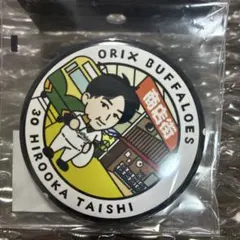 ORIX BUFFALOES
商店街
30 HIROOKA TAISHI